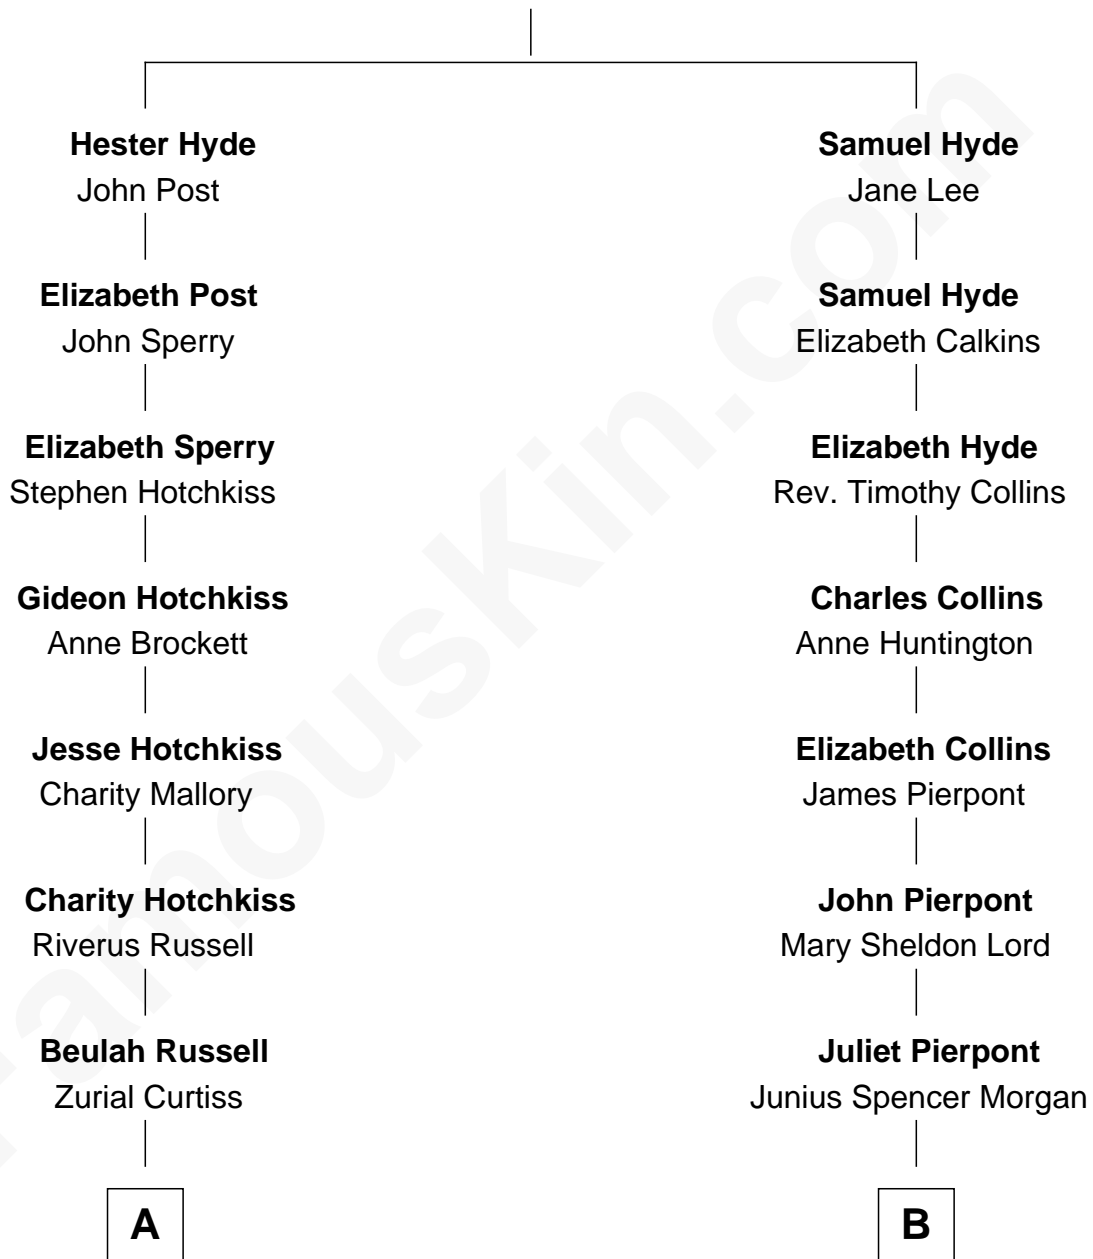 Hester Hyde
John Post
Elizabeth Post
John Sperry
Elizabeth Sperry
Stephen Hotchkiss
Gideon Hotchkiss
Anne Brockett
Jesse Hotchkiss
Charity Mallory
Charity Hotchkiss
Riverus Russell
Beulah Russell
Zurial Curtiss
A
Samuel Hyde
Jane Lee
Samuel Hyde
Elizabeth Calkins
Elizabeth Hyde
Rev. Timothy Collins
Charles Collins
Anne Huntington
Elizabeth Collins
James Pierpont
John Pierpont
Mary Sheldon Lord
Juliet Pierpont
Junius Spencer Morgan
B
FamousKin.com